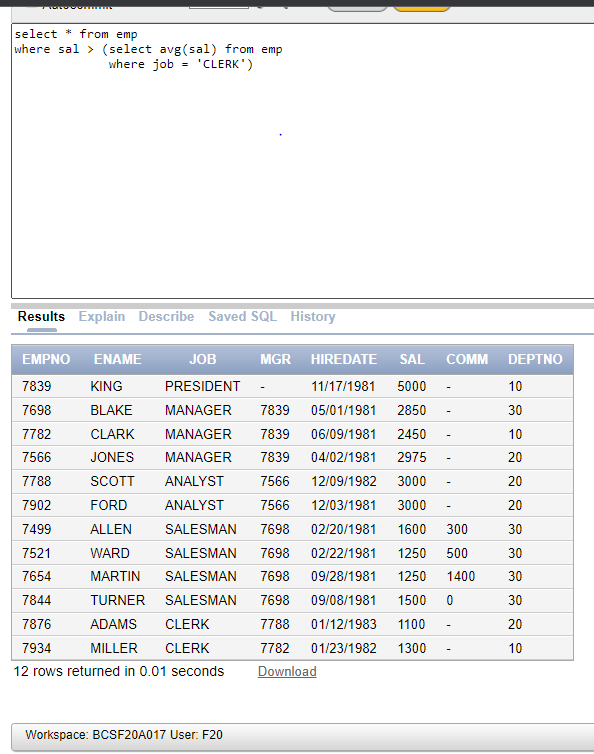 Autocommit
select * from emp
where sal > (select avg(sal) from emp
where job = 'CLERK')
Results Explain Describe Saved SQL History
EMPNO ENAME JOB MGR HIREDATE SAL COMM DEPTNO
7839 KING PRESIDENT - 11/17/1981 5000 - 10
7698 BLAKE MANAGER 7839 05/01/1981 2850 - 30
7782 CLARK MANAGER 7839 06/09/1981 2450 - 10
7566 JONES MANAGER 7839 04/02/1981 2975 - 20
7788 SCOTT ANALYST 7566 12/09/1982 3000 - 20
7902 FORD ANALYST 7566 12/03/1981 3000 - 20
7499 ALLEN SALESMAN 7698 02/20/1981 1600 300 30
7521 WARD SALESMAN 7698 02/22/1981 1250 500 30
7654 MARTIN SALESMAN 7698 09/28/1981 1250 1400 30
7844 TURNER SALESMAN 7698 09/08/1981 1500 0 30
7876 ADAMS CLERK 7788 01/12/1983 1100 - 20
7934 MILLER CLERK 7782 01/23/1982 1300 - 10
12 rows returned in 0.01 seconds Download
Workspace: BCSF20A017 User: F20